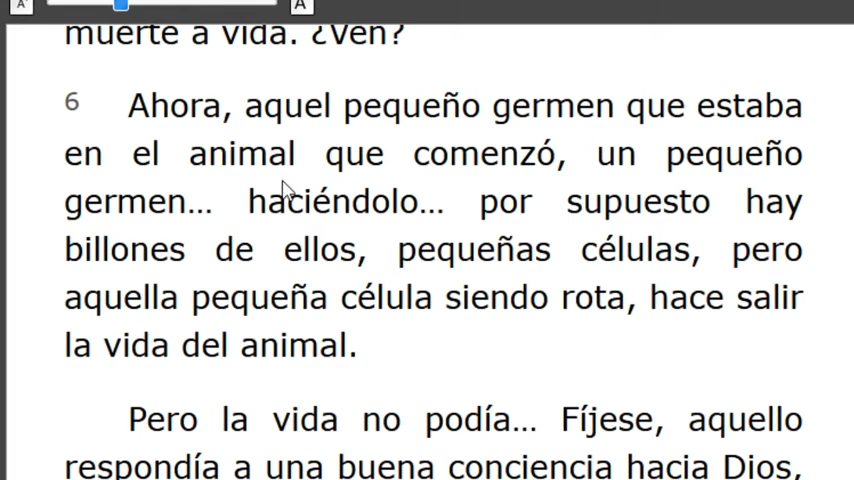 A
A
muerte a vida. ¿Ven?
6 Ahora, aquel pequeño germen que estaba
en el animal que comenzó, un pequeño
germen... haciéndolo... por supuesto hay
billones de ellos, pequeñas células, pero
aquella pequeña célula siendo rota, hace salir
la vida del animal.
Pero la vida no podía... Fíjese, aquello
respondía a una buena conciencia hacia Dios,